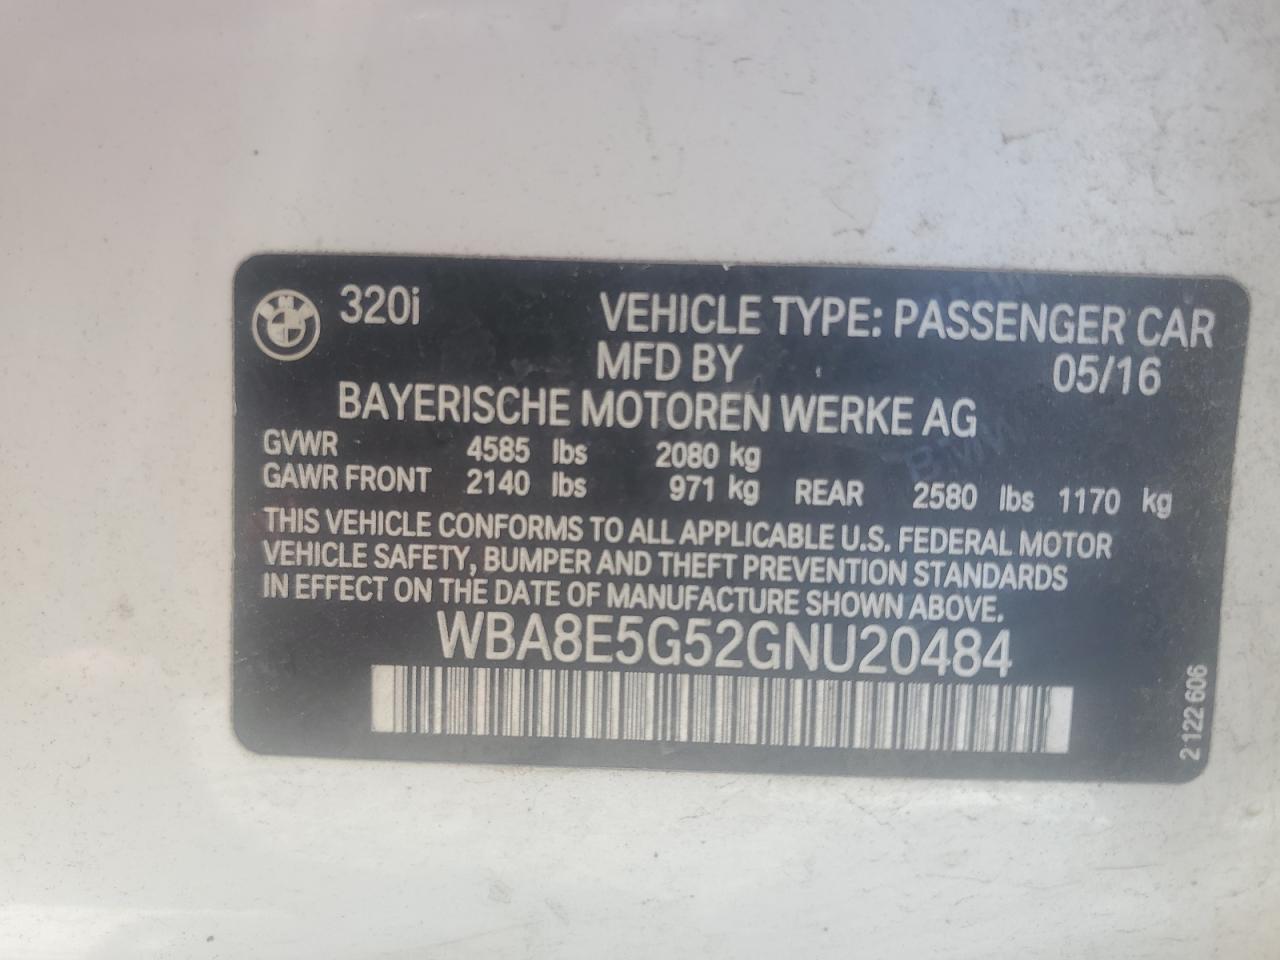 320i VEHICLE TYPE: PASSENGER CAR
MFD BY 05/16
BAYERISCHE MOTOREN WERKE AG
GVWR 4585 lbs 2080 kg
GAWR FRONT 2140 lbs 971 kg REAR 2580 lbs 1170 kg
THIS VEHICLE CONFORMS TO ALL APPLICABLE U.S. FEDERAL MOTOR
VEHICLE SAFETY, BUMPER AND THEFT PREVENTION STANDARDS
IN EFFECT ON THE DATE OF MANUFACTURE SHOWN ABOVE.
WBA8E5G52GNU20484
2 122 606
BMW